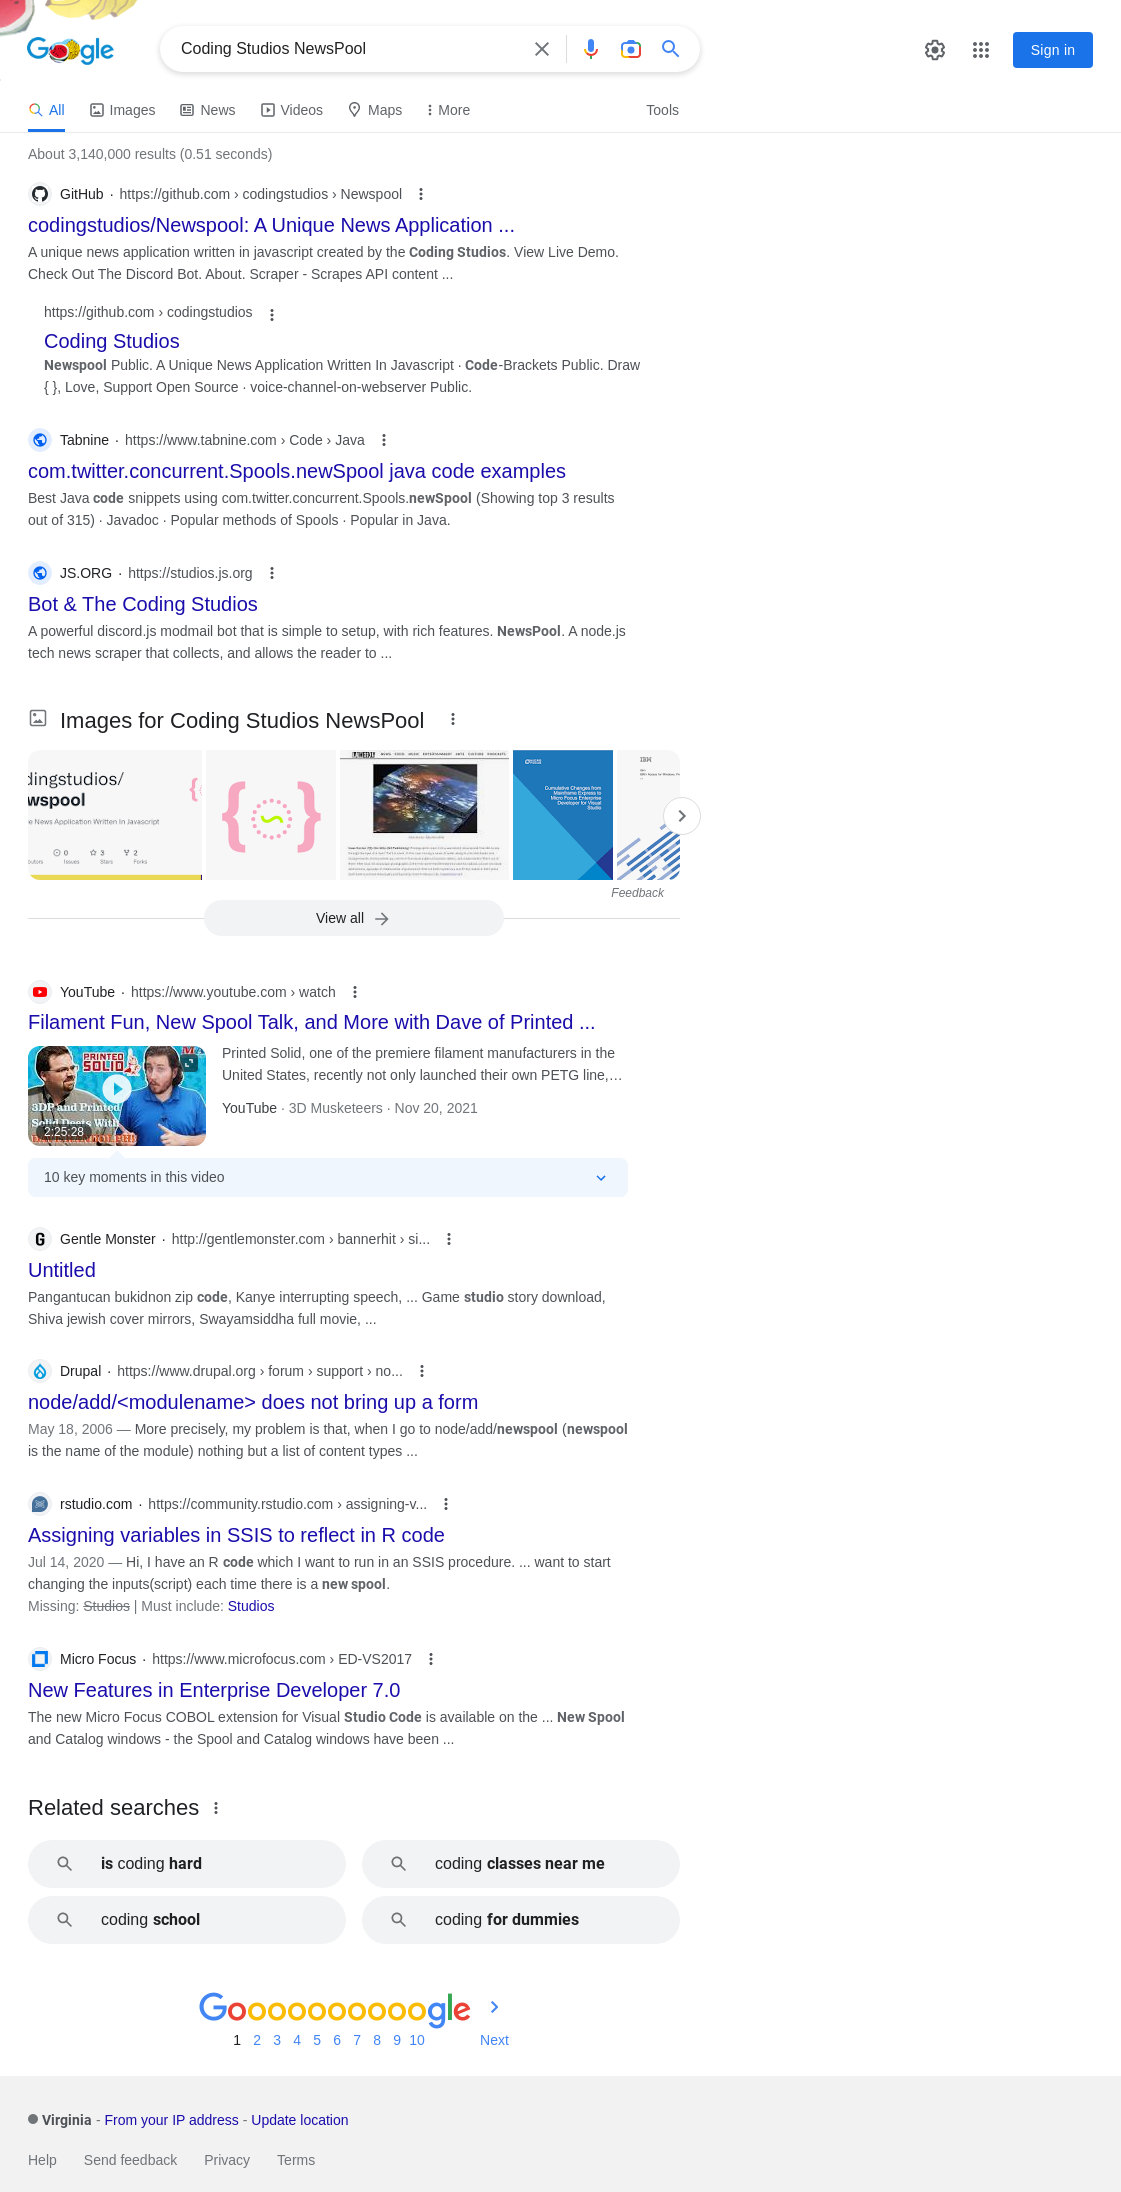 Google
Coding Studios NewsPool
Sign in
All
Images
News
Videos
Maps
More
Tools
About 3,140,000 results (0.51 seconds)
GitHub · https://github.com › codingstudios › Newspool
codingstudios/Newspool: A Unique News Application ...
A unique news application written in javascript created by the Coding Studios. View Live Demo.
Check Out The Discord Bot. About. Scraper - Scrapes API content ...
https://github.com › codingstudios
Coding Studios
Newspool Public. A Unique News Application Written In Javascript · Code-Brackets Public. Draw
{ }, Love, Support Open Source · voice-channel-on-webserver Public.
Tabnine · https://www.tabnine.com › Code › Java
com.twitter.concurrent.Spools.newSpool java code examples
Best Java code snippets using com.twitter.concurrent.Spools.newSpool (Showing top 3 results
out of 315) · Javadoc · Popular methods of Spools · Popular in Java.
JS.ORG · https://studios.js.org
Bot & The Coding Studios
A powerful discord.js modmail bot that is simple to setup, with rich features. NewsPool. A node.js
tech news scraper that collects, and allows the reader to ...
Images for Coding Studios NewsPool
dingstudios/
wspool
e News Application Written In Javascript
0
3
2
utors
Issues
Stars
Forks
Cumulative Changes from
Mainframe Express to
Micro Focus Enterprise
Developer for Visual
Studio
IBM
Feedback
View all
YouTube · https://www.youtube.com › watch
Filament Fun, New Spool Talk, and More with Dave of Printed ...
PRINTED
SOLID
3DP and Printed
Solid Deets With
2:25:28
Printed Solid, one of the premiere filament manufacturers in the
United States, recently not only launched their own PETG line,…
YouTube · 3D Musketeers · Nov 20, 2021
10 key moments in this video
Gentle Monster · http://gentlemonster.com › bannerhit › si...
Untitled
Pangantucan bukidnon zip code, Kanye interrupting speech, ... Game studio story download,
Shiva jewish cover mirrors, Swayamsiddha full movie, ...
Drupal · https://www.drupal.org › forum › support › no...
node/add/<modulename> does not bring up a form
May 18, 2006 — More precisely, my problem is that, when I go to node/add/newspool (newspool
is the name of the module) nothing but a list of content types ...
rstudio.com · https://community.rstudio.com › assigning-v...
Assigning variables in SSIS to reflect in R code
Jul 14, 2020 — Hi, I have an R code which I want to run in an SSIS procedure. ... want to start
changing the inputs(script) each time there is a new spool.
Missing: Studios | Must include: Studios
Micro Focus · https://www.microfocus.com › ED-VS2017
New Features in Enterprise Developer 7.0
The new Micro Focus COBOL extension for Visual Studio Code is available on the ... New Spool
and Catalog windows - the Spool and Catalog windows have been ...
Related searches
is coding hard
coding classes near me
coding school
coding for dummies
Goooooooooogle
1 2 3 4 5 6 7 8 9 10 Next
Virginia - From your IP address - Update location
Help Send feedback Privacy Terms